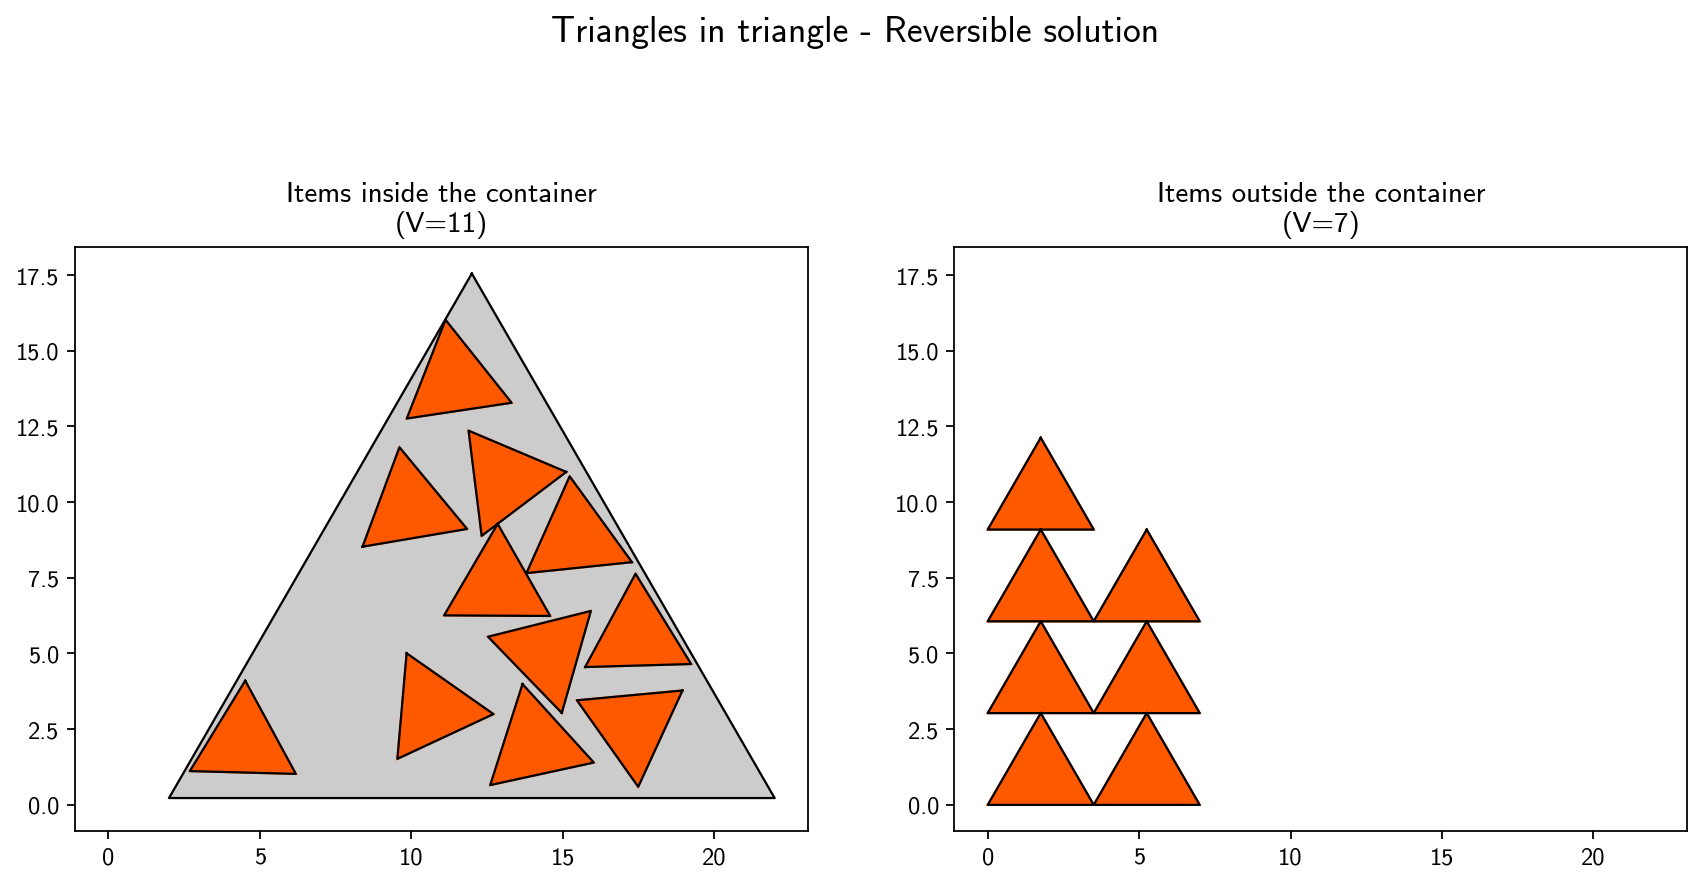 Triangles in triangle - Reversible solution
Items inside the container
(V=11)
17.5
15.0
12.5
10.0
7.5
5.0
2.5
0.0
0 5 10 15 20
Items outside the container
(V=7)
17.5
15.0
12.5
10.0
7.5
5.0
2.5
0.0
0 5 10 15 20